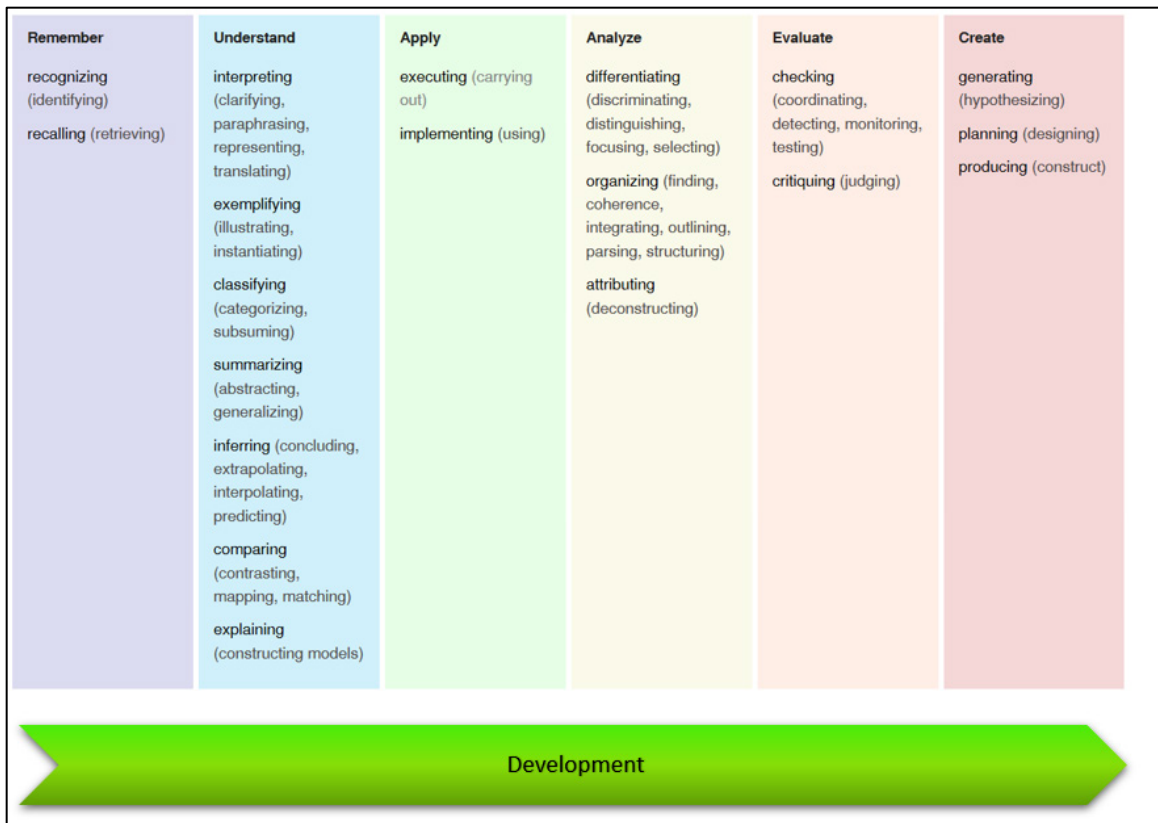 Remember
recognizing
(identifying)
recalling (retrieving)
Understand
interpreting
(clarifying,
paraphrasing,
representing,
translating)
exemplifying
(illustrating,
instantiating)
classifying
(categorizing,
subsuming)
summarizing
(abstracting,
generalizing)
inferring (concluding,
extrapolating,
interpolating,
predicting)
comparing
(contrasting,
mapping, matching)
explaining
(constructing models)
Apply
executing (carrying
out)
implementing (using)
Analyze
differentiating
(discriminating,
distinguishing,
focusing, selecting)
organizing (finding,
coherence,
integrating, outlining,
parsing, structuring)
attributing
(deconstructing)
Evaluate
checking
(coordinating,
detecting, monitoring,
testing)
critiquing (judging)
Create
generating
(hypothesizing)
planning (designing)
producing (construct)
Development